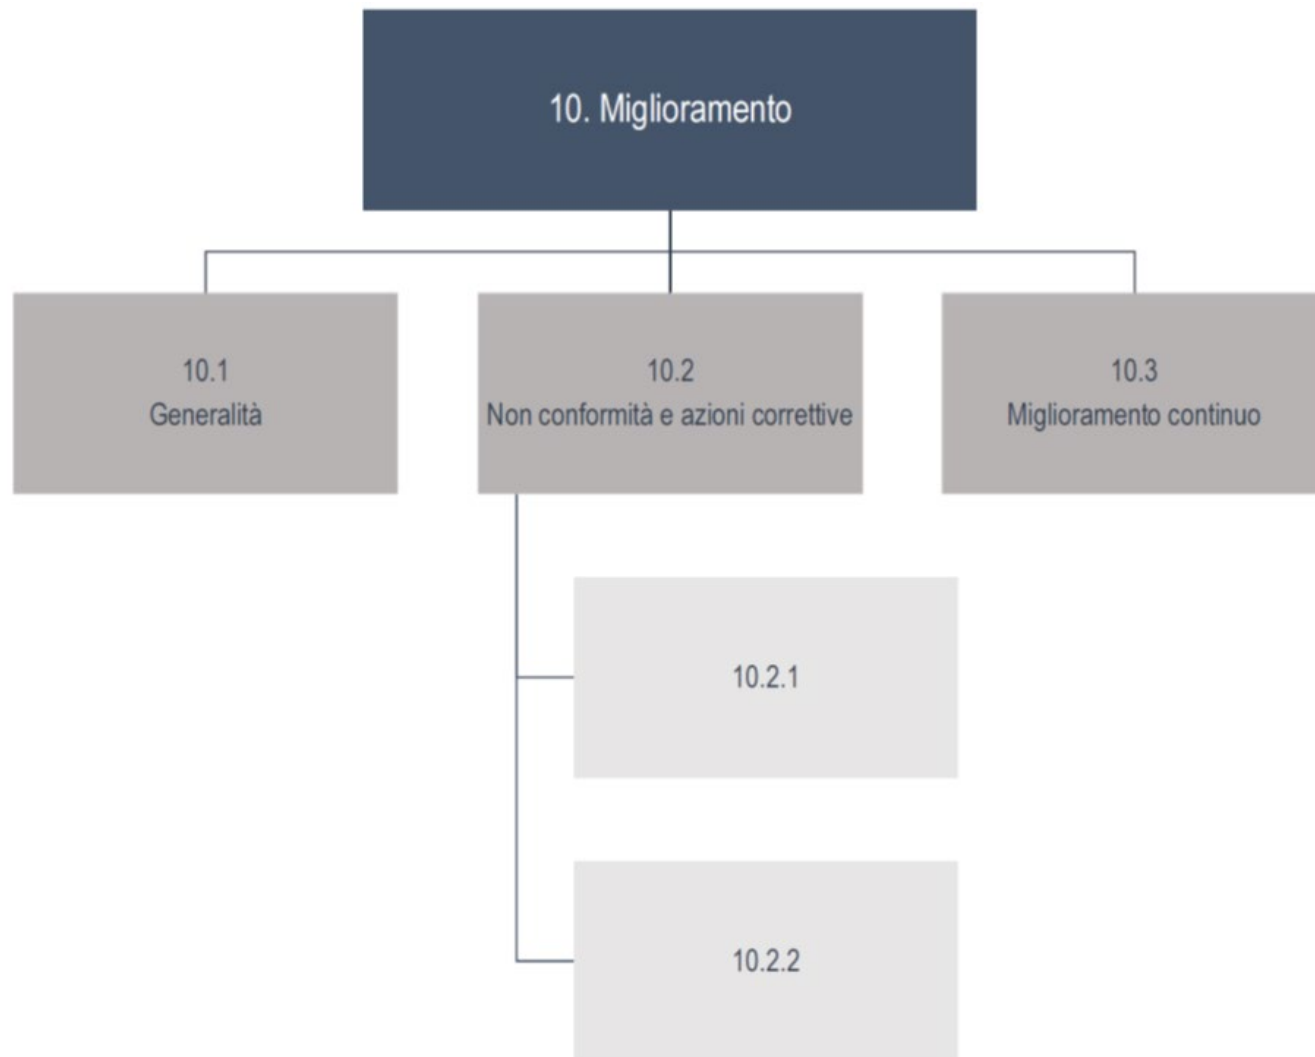 10. Miglioramento
10.1
Generalità
10.2
Non conformità e azioni correttive
10.3
Miglioramento continuo
10.2.1
10.2.2